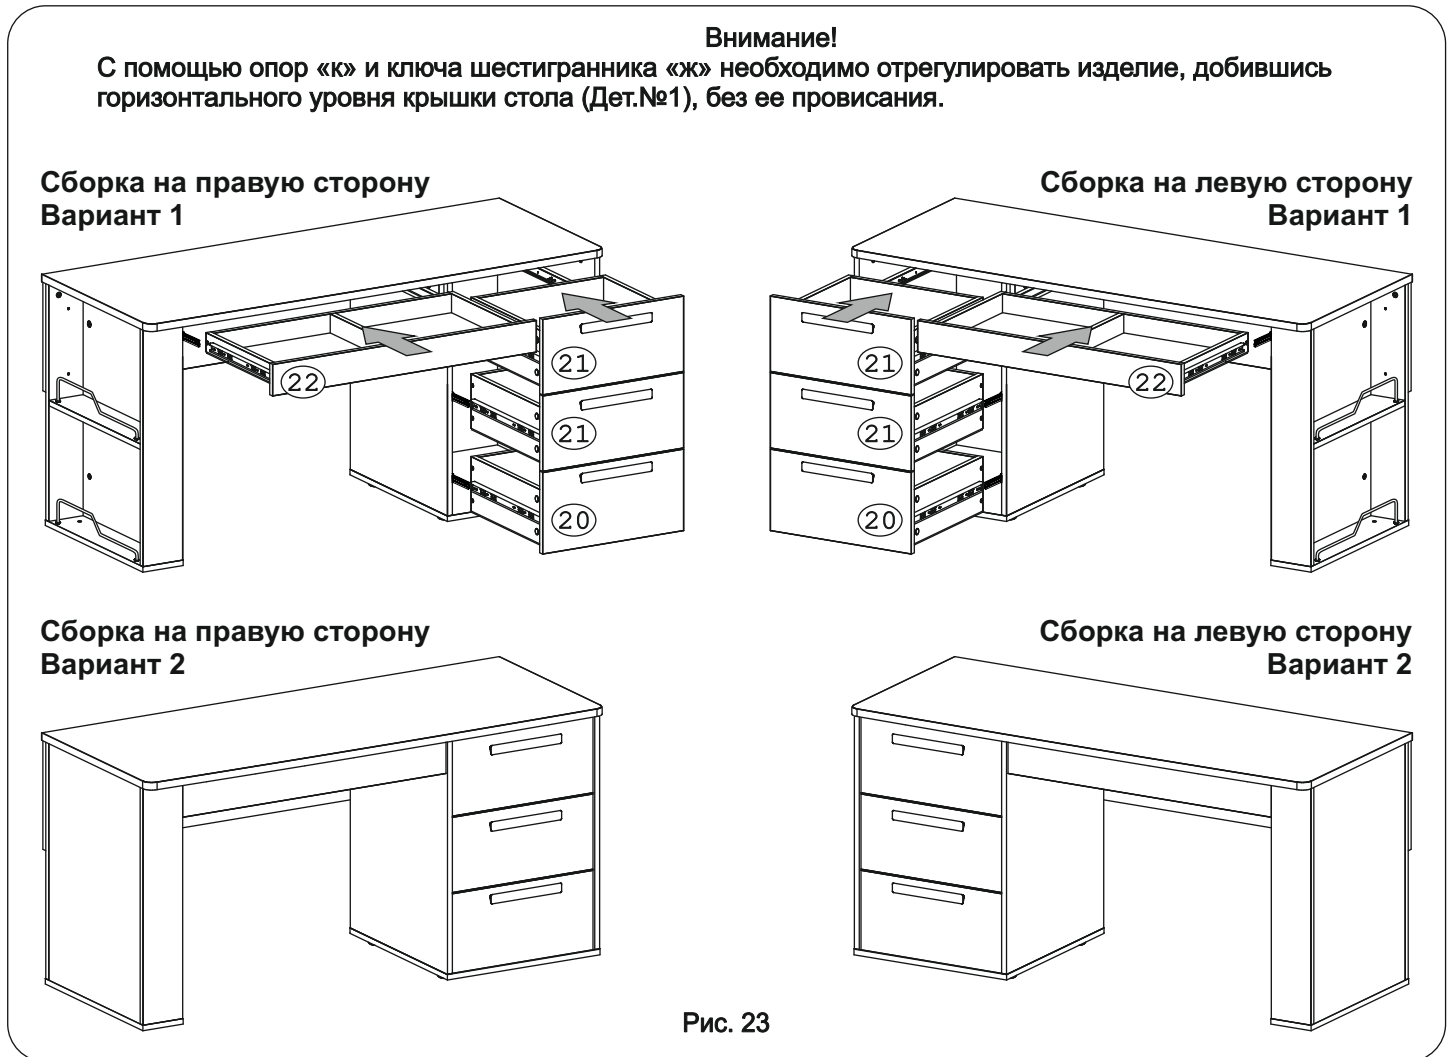 Внимание!
С помощью опор «к» и ключа шестигранника «ж» необходимо отрегулировать изделие, добившись
горизонтального уровня крышки стола (Дет.№1), без ее провисания.
Сборка на правую сторону
Вариант 1
22
21
21
20
Сборка на левую сторону
Вариант 1
21
22
21
20
Сборка на правую сторону
Вариант 2
Сборка на левую сторону
Вариант 2
Рис. 23